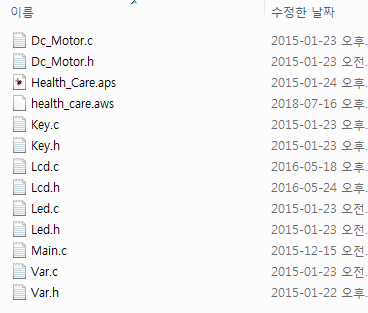 이름 수정한 날짜
Dc_Motor.c 2015-01-23 오후.
Dc_Motor.h 2015-01-23 오전.
Health_Care.aps 2015-01-24 오후.
health_care.aws 2018-07-16 오후.
Key.c 2015-01-23 오후.
Key.h 2015-01-23 오후.
Lcd.c 2016-05-18 오후.
Lcd.h 2016-05-24 오후.
Led.c 2015-01-23 오전.
Led.h 2015-01-23 오전.
Main.c 2015-12-15 오전.
Var.c 2015-01-23 오전.
Var.h 2015-01-22 오후.